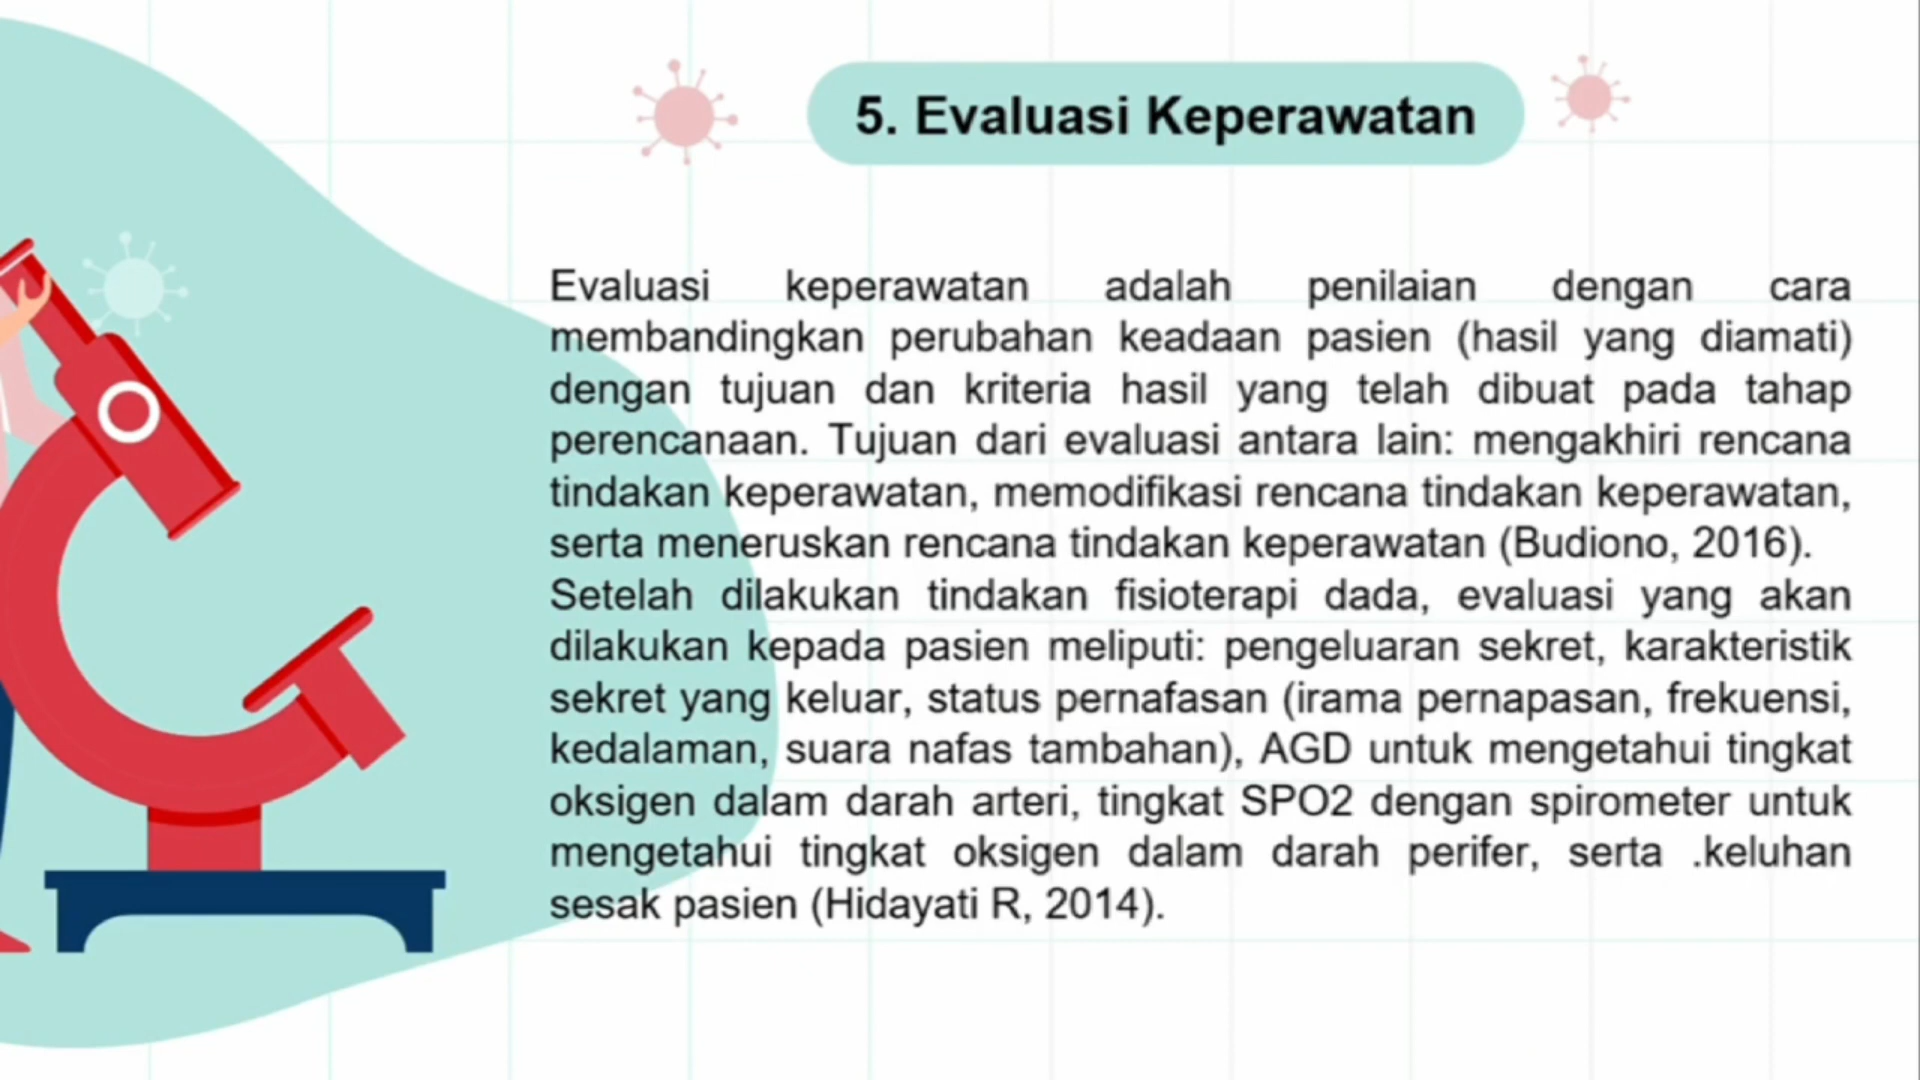 5. Evaluasi Keperawatan
Evaluasi keperawatan adalah penilaian dengan cara
membandingkan perubahan keadaan pasien (hasil yang diamati)
dengan tujuan dan kriteria hasil yang telah dibuat pada tahap
perencanaan. Tujuan dari evaluasi antara lain: mengakhiri rencana
tindakan keperawatan, memodifikasi rencana tindakan keperawatan,
serta meneruskan rencana tindakan keperawatan (Budiono, 2016).
Setelah dilakukan tindakan fisioterapi dada, evaluasi yang akan
dilakukan kepada pasien meliputi: pengeluaran sekret, karakteristik
sekret yang keluar, status pernafasan (irama pernapasan, frekuensi,
kedalaman, suara nafas tambahan), AGD untuk mengetahui tingkat
oksigen dalam darah arteri, tingkat SPO2 dengan spirometer untuk
mengetahui tingkat oksigen dalam darah perifer, serta .keluhan
sesak pasien (Hidayati R, 2014).